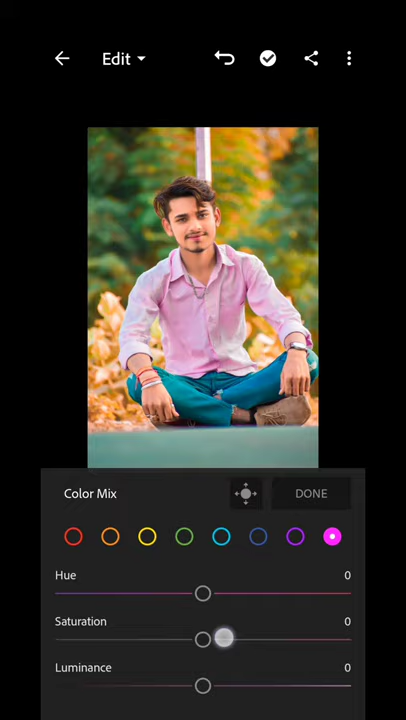 Edit
Color Mix
DONE
Hue 0
Saturation 0
Luminance 0